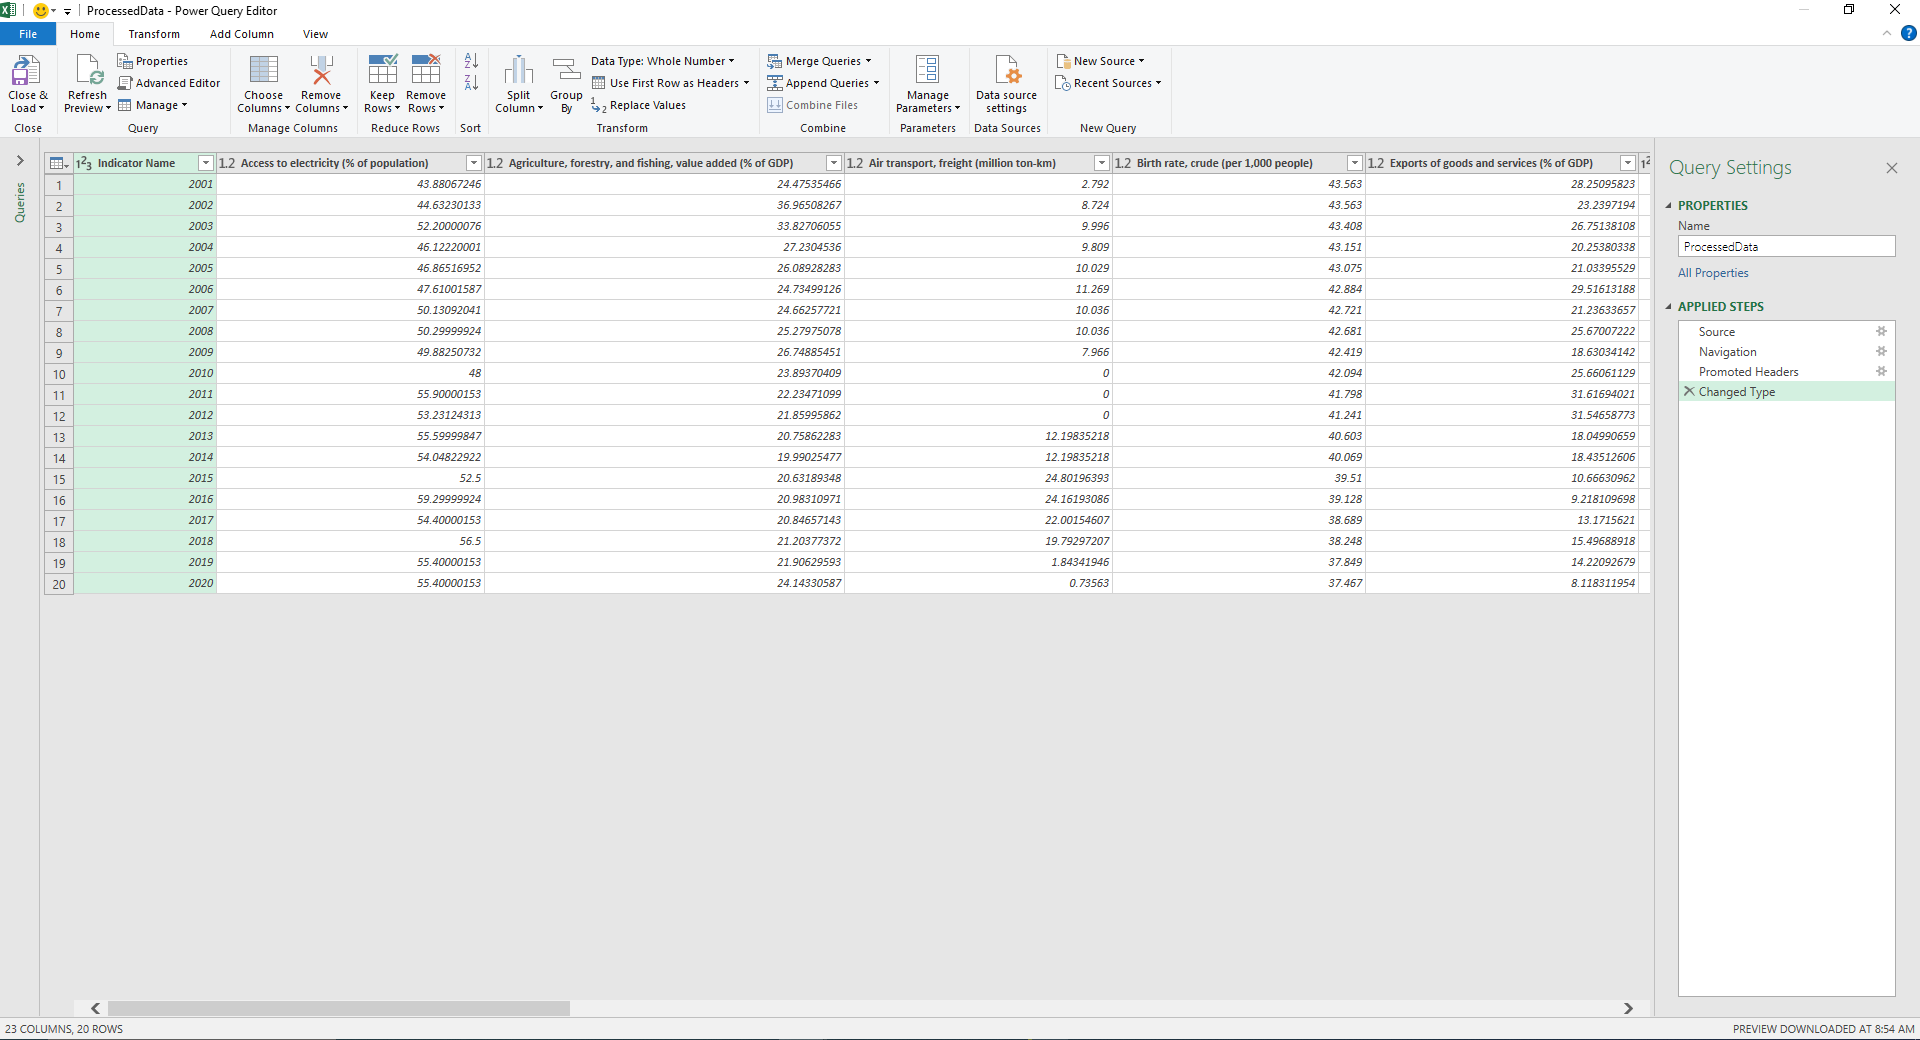 ProcessedData - Power Query Editor
File Home Transform Add Column View
Close & Load Refresh Preview Properties Advanced Editor Manage Choose Columns Remove Columns Keep Rows Remove Rows Split Column Group By Data Type: Whole Number Use First Row as Headers Replace Values Merge Queries Append Queries Combine Files Manage Parameters Data source settings New Source Recent Sources
Close Query Manage Columns Reduce Rows Sort Transform Combine Parameters Data Sources New Query
Queries
123 Indicator Name 1.2 Access to electricity (% of population) 1.2 Agriculture, forestry, and fishing, value added (% of GDP) 1.2 Air transport, freight (million ton-km) 1.2 Birth rate, crude (per 1,000 people) 1.2 Exports of goods and services (% of GDP)
1 2001 43.88067246 24.47535466 2.792 43.563 28.25095823
2 2002 44.63230133 36.96508267 8.724 43.563 23.2397194
3 2003 52.20000076 33.82706055 9.996 43.408 26.75138108
4 2004 46.12220001 27.2304536 9.809 43.151 20.25380338
5 2005 46.86516952 26.08928283 10.029 43.075 21.03395529
6 2006 47.61001587 24.73499126 11.269 42.884 29.51613188
7 2007 50.13092041 24.66257721 10.036 42.721 21.23633657
8 2008 50.29999924 25.27975078 10.036 42.681 25.67007222
9 2009 49.88250732 26.74885451 7.966 42.419 18.63034142
10 2010 48 23.89370409 0 42.094 25.66061129
11 2011 55.90000153 22.23471099 0 41.798 31.61694021
12 2012 53.23124313 21.85995862 0 41.241 31.54658773
13 2013 55.59999847 20.75862283 12.19835218 40.603 18.04990659
14 2014 54.04822922 19.99025477 12.19835218 40.069 18.43512606
15 2015 52.5 20.63189348 24.80196393 39.51 10.66630962
16 2016 59.29999924 20.98310971 24.16193086 39.128 9.218109698
17 2017 54.40000153 20.84657143 22.00154607 38.689 13.1715621
18 2018 56.5 21.20377372 19.79297207 38.248 15.49688918
19 2019 55.40000153 21.90629593 1.84341946 37.849 14.22092679
20 2020 55.40000153 24.14330587 0.73563 37.467 8.118311954
Query Settings
PROPERTIES
Name
ProcessedData
All Properties
APPLIED STEPS
Source
Navigation
Promoted Headers
Changed Type
23 COLUMNS, 20 ROWS
PREVIEW DOWNLOADED AT 8:54 AM